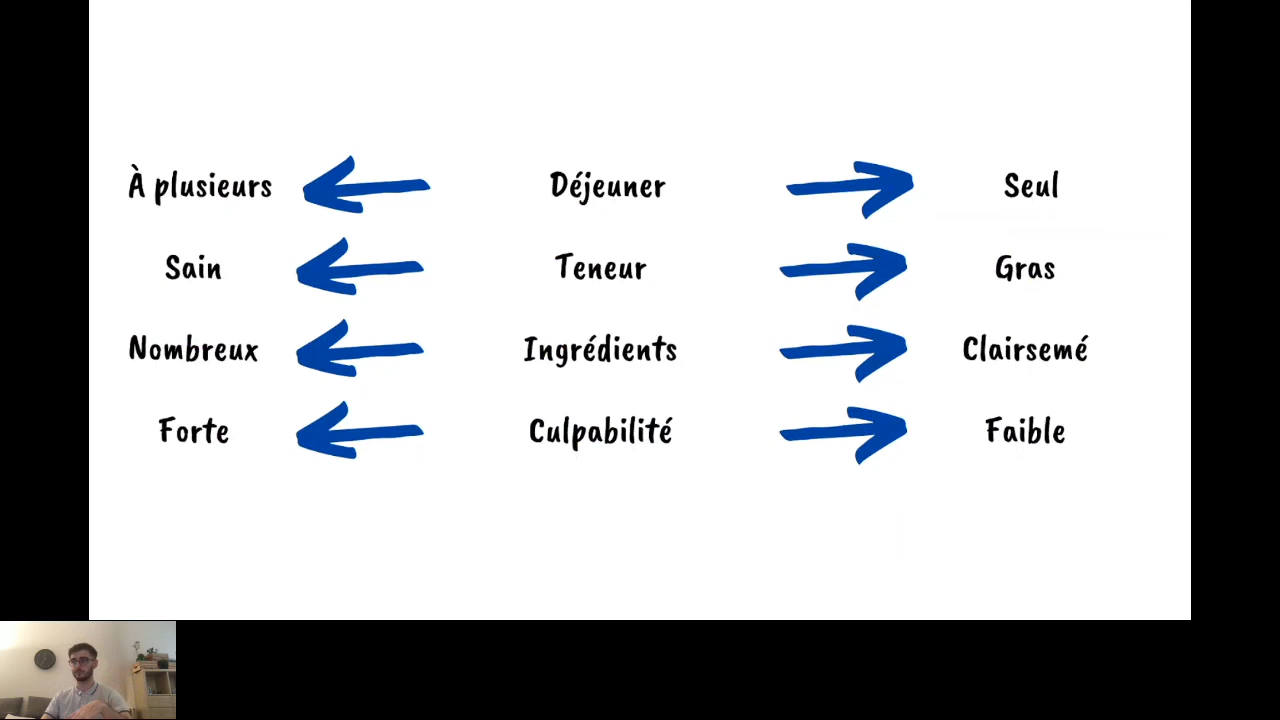 À plusieurs Déjeuner Seul
Sain Teneur Gras
Nombreux Ingrédients Clairsemé
Forte Culpabilité Faible